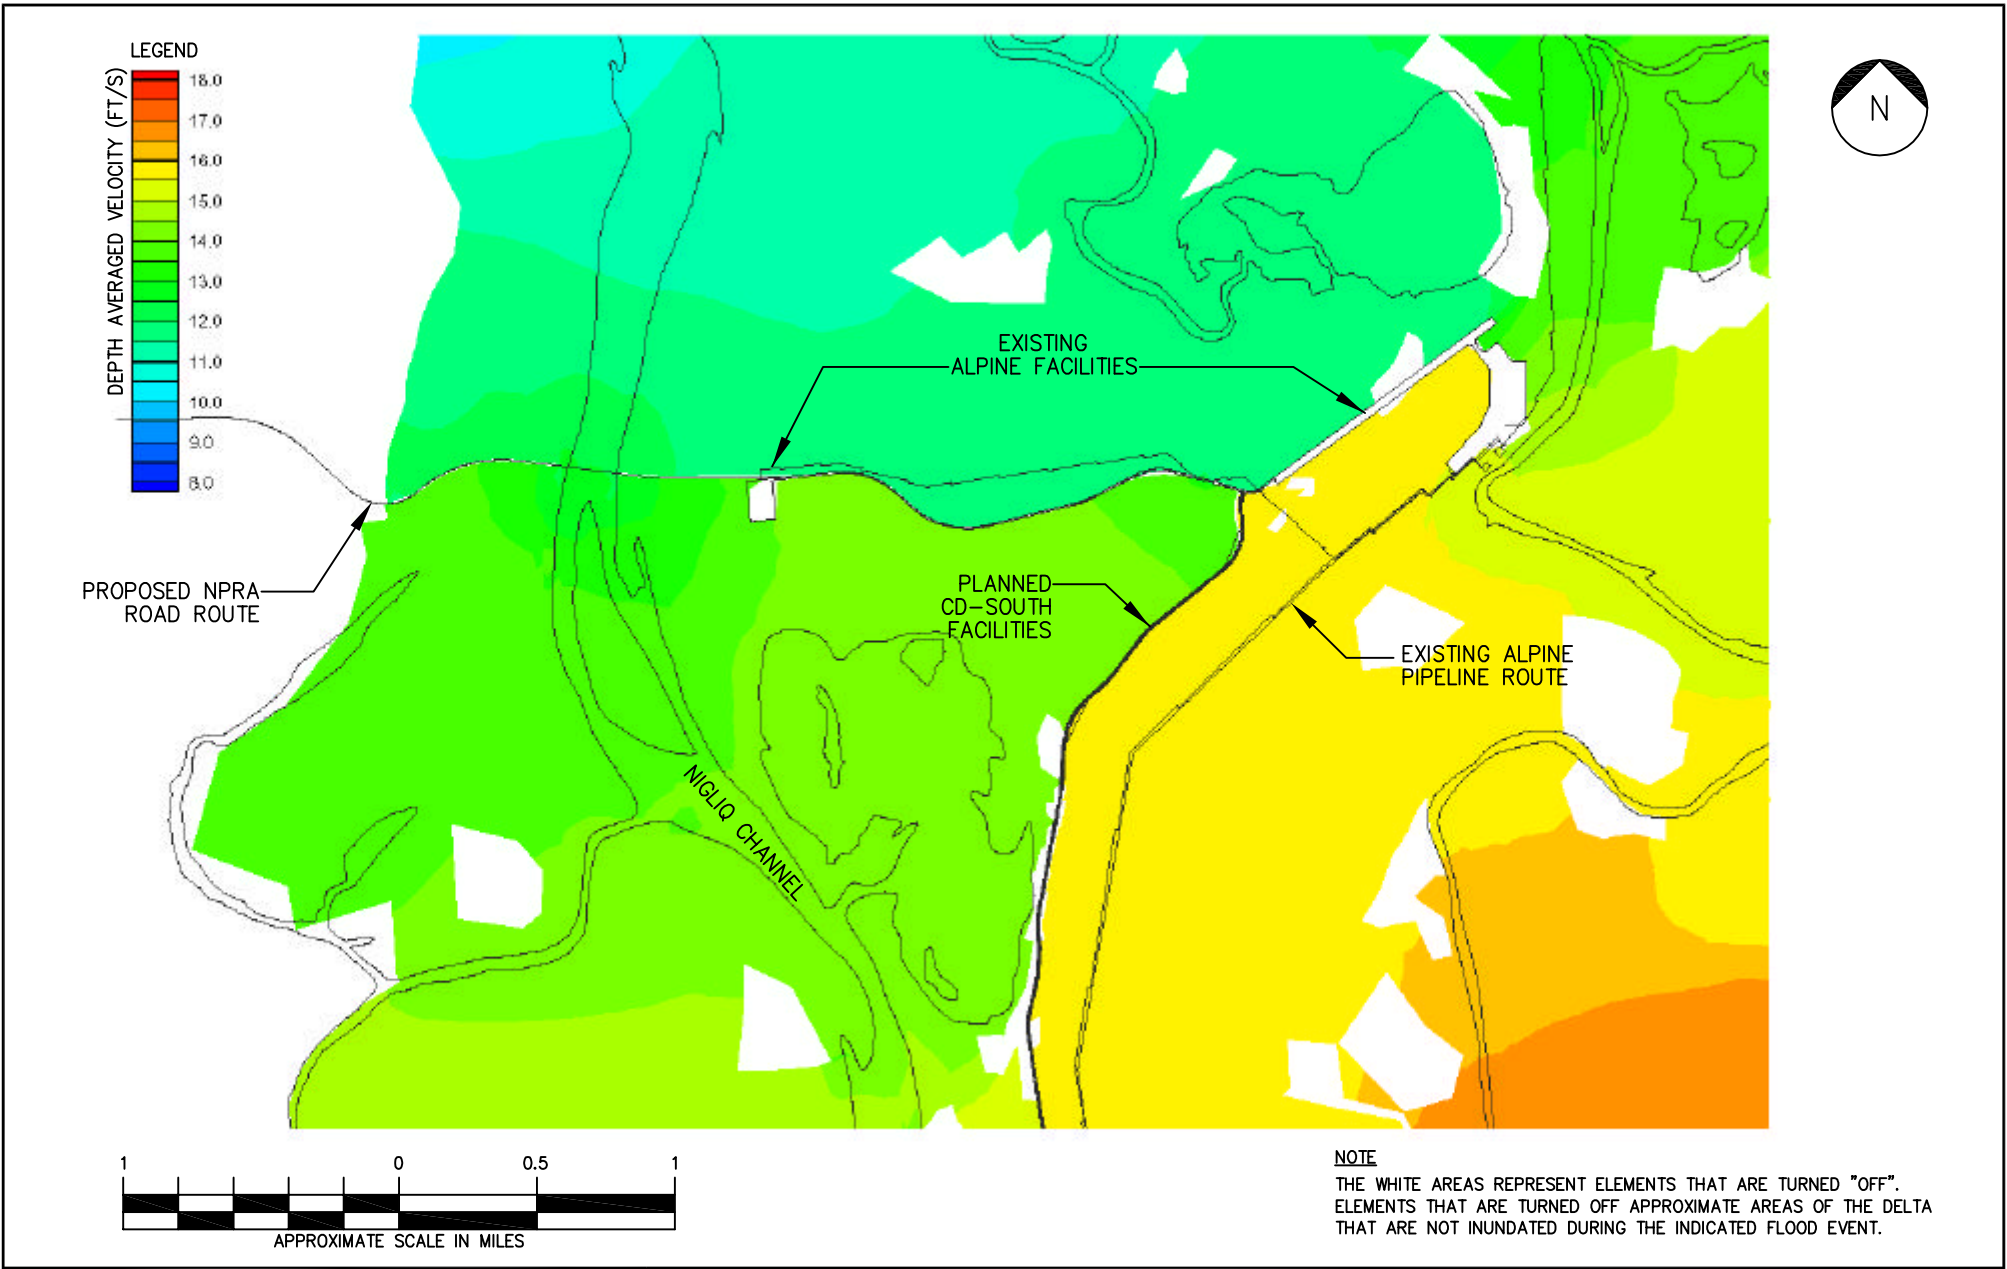 LEGEND
DEPTH AVERAGED VELOCITY (FT/S)
18.0
17.0
16.0
15.0
14.0
13.0
12.0
11.0
10.0
9.0
8.0
N
EXISTING
ALPINE FACILITIES
PROPOSED NPRA
ROAD ROUTE
PLANNED
CD-SOUTH
FACILITIES
EXISTING ALPINE
PIPELINE ROUTE
NIGLIQ CHANNEL
1 0 0.5 1
APPROXIMATE SCALE IN MILES
NOTE
THE WHITE AREAS REPRESENT ELEMENTS THAT ARE TURNED "OFF".
ELEMENTS THAT ARE TURNED OFF APPROXIMATE AREAS OF THE DELTA
THAT ARE NOT INUNDATED DURING THE INDICATED FLOOD EVENT.